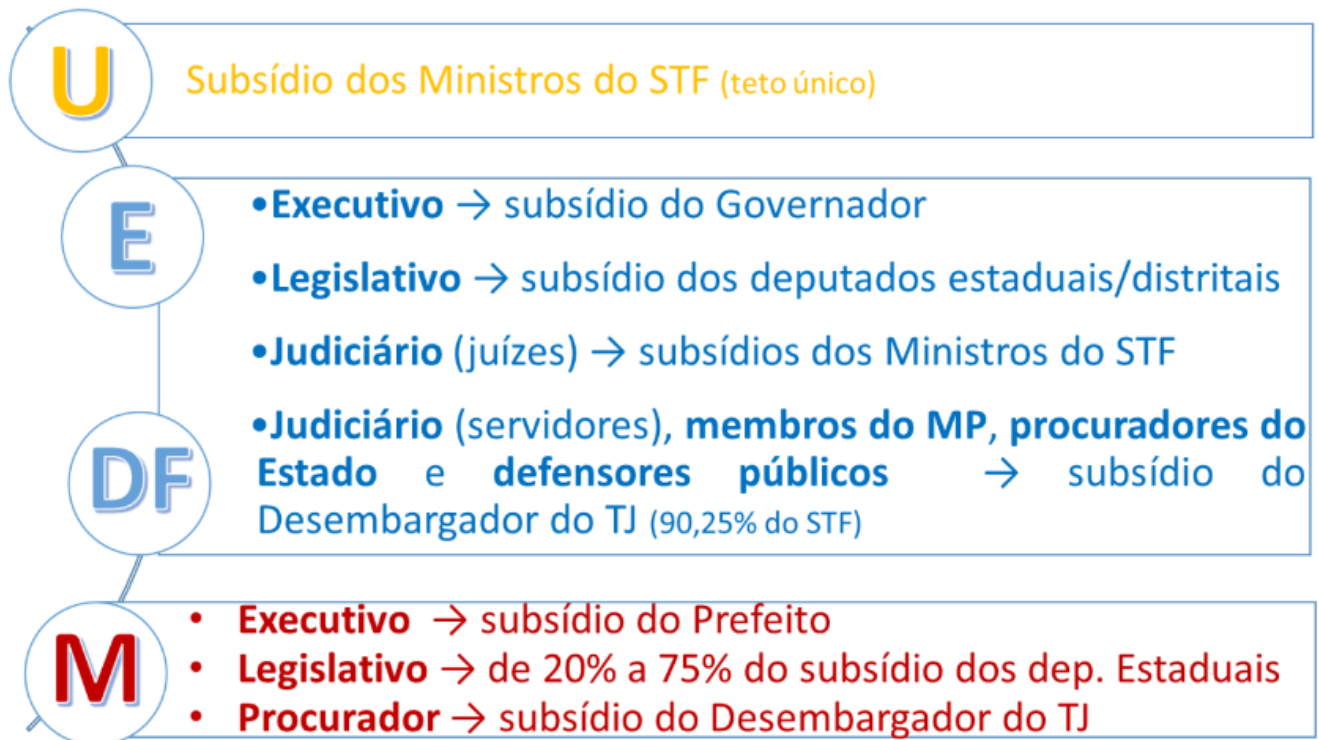 U
Subsídio dos Ministros do STF (teto único)
E
•Executivo → subsídio do Governador
•Legislativo → subsídio dos deputados estaduais/distritais
•Judiciário (juízes) → subsídios dos Ministros do STF
DF
•Judiciário (servidores), membros do MP, procuradores do
Estado e defensores públicos → subsídio do
Desembargador do TJ (90,25% do STF)
M
• Executivo → subsídio do Prefeito
• Legislativo → de 20% a 75% do subsídio dos dep. Estaduais
• Procurador → subsídio do Desembargador do TJ